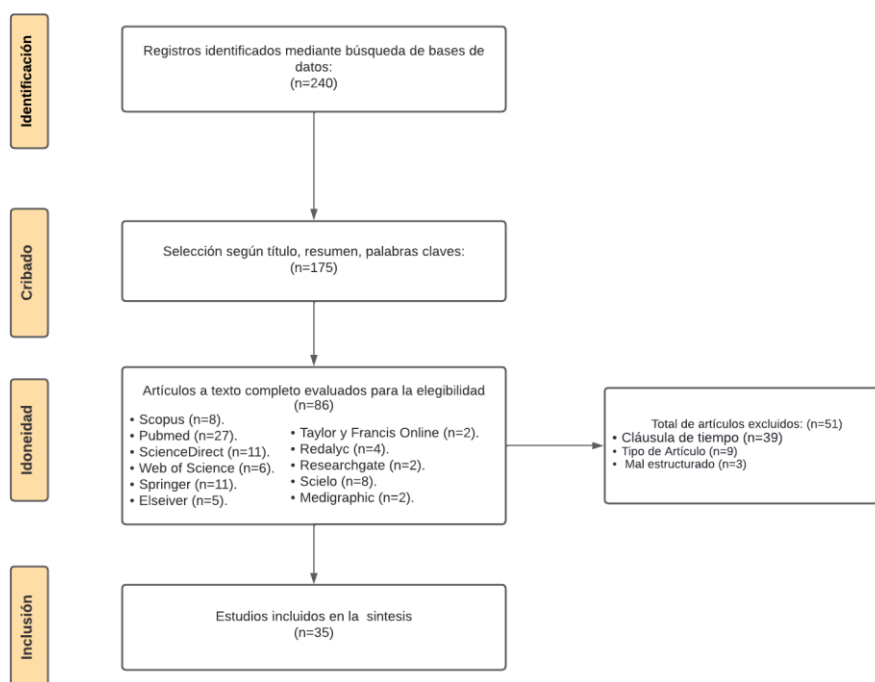 Identificación
Registros identificados mediante búsqueda de bases de
datos:
(n=240)
Cribado
Selección según título, resumen, palabras claves:
(n=175)
Idoneidad
Artículos a texto completo evaluados para la elegibilidad
(n=86)
• Scopus (n=8).
• Pubmed (n=27).
• ScienceDirect (n=11).
• Web of Science (n=6).
• Springer (n=11).
• Elseiver (n=5).
• Taylor y Francis Online (n=2).
• Redalyc (n=4).
• Researchgate (n=2).
• Scielo (n=8).
• Medigraphic (n=2).
Total de artículos excluidos: (n=51)
• Cláusula de tiempo (n=39)
• Tipo de Artículo (n=9)
• Mal estructurado (n=3)
Inclusión
Estudios incluidos en la sintesis
(n=35)